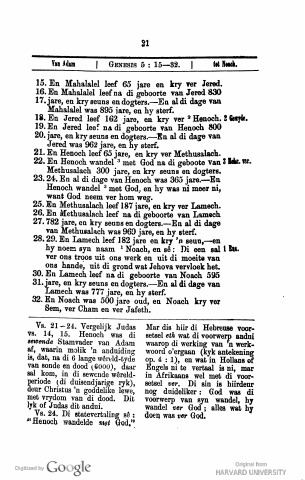 21
Van Adam | GENESIS 5 : 15—32. | tot Noach.
15. En Mahalalel leef 65 jaren en kry ver Jered.
16. En Mahalalel leef na di geboorte van Jered 830
17. jare, en kry seuns en dogters.—En al di dage van
Mahalalel was 895 jare, en hy sterf.
18. En Jered leef 162 jare, en kry ver ² Henoch. 2
19. En Jered leef na di geboorte van Henoch 800
20. jare, en kry seuns en dogters.—En al di dage van
Jered was 962 jare, en hy sterf.
21. En Henoch leef 65 jare, en kry ver Methusalach.
22. En Henoch wandel ³ met God na di geboorte van 3 Hebr. ver.
Methusalach 300 jare, en kry seuns en dogters.
23. 24. En al di dage van Henoch was 365 jare.—En
Henoch wandel ³ met God, en hy was ni meer ni,
want God neem ver hom weg.
25. En Methusalach leef 187 jare, en kry ver Lamech.
26. En Methusalach leef na di geboorte van Lamech
27. 782 jare, en kry seuns en dogters.—En al di dage
van Methusalach was 969 jare, en hy sterf.
28. 29. En Lamech leef 182 jare en kry 'n seun,—en
hy noem syn naam ¹ Noach, en sê: Di een sal 1
ver ons troos uit ons werk en uit di moeite van
ons hande, uit di grond wat Jehova vervloek het.
30. En Lamech leef na di geboorte van Noach 595
31. jare, en kry seuns en dogters.—En al di dage van
Lamech was 777 jare, en hy sterf.
32. En Noach was 500 jare oud, en Noach kry ver
Sem, ver Cham en ver Jafeth.
Vs. 21—24. Vergelijk Judas
vs. 14, 15. Henoch was di
sewende Stamvader van Adam
af, waarin molik 'n anduiding
is, dat, na di 6 lange wêreld-tyde
van sonde en dood (6000), daar
sal kom, in di sewende wêreld-
periode (di duisendjarige ryk),
deur Christus 'n goddelike lewe,
met vrydom van di dood. Dit
lyk of Judas dit andui.
Vs. 24. Di statevertaling sê:
"Henoch wandelde met God."
Mar dis hiir di Hebreuse voor-
setsel eth wat di voorwerp andui
waarop di werking van 'n werk-
woord o'ergaan (kyk antekening
op 4 : 1), en wat in Hollans of
Engels ni te vertaal is ni, mar
in Afrikaans wel met di voor-
setsel ver. Di sin is hiirdeur
nog duideliker: God was di
voorwerp van syn wandel, hy
wandel ver God; alles wat hy
doen was ver God.
Digitized by Google
Original from
HARVARD UNIVERSITY